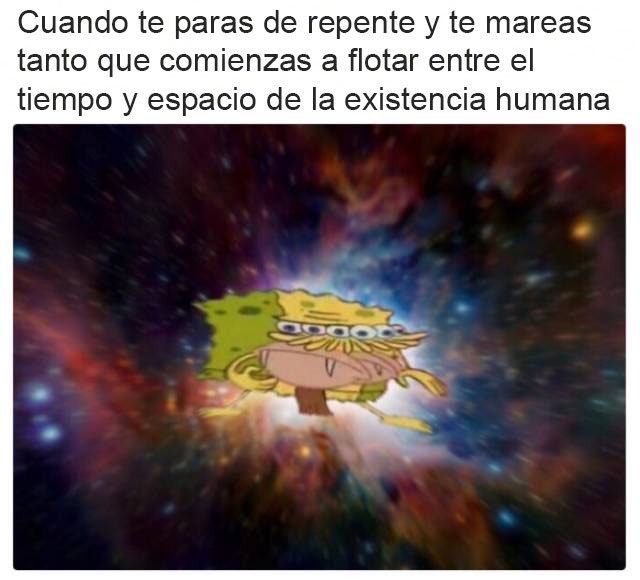 Cuando te paras de repente y te mareas
tanto que comienzas a flotar entre el
tiempo y espacio de la existencia humana